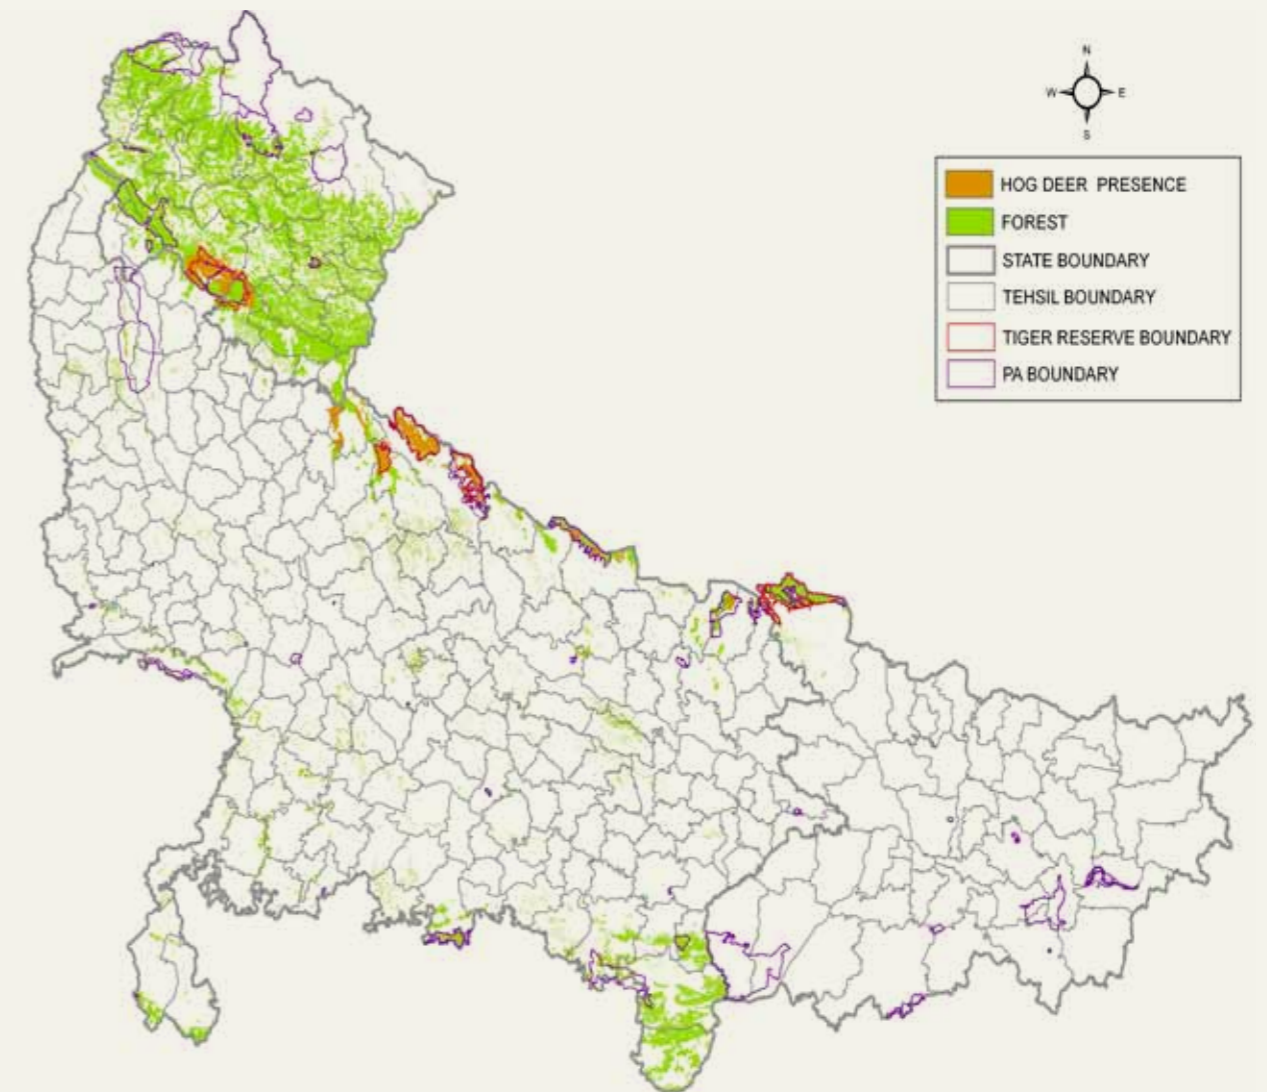 N
W E
S
HOG DEER PRESENCE
FOREST
STATE BOUNDARY
TEHSIL BOUNDARY
TIGER RESERVE BOUNDARY
PA BOUNDARY